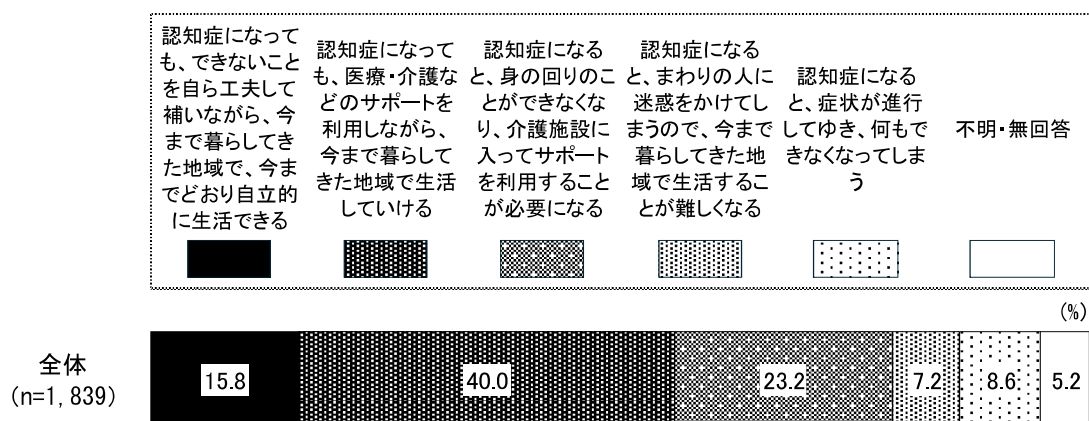 認知症になって
も、できないこと
を自ら工夫して
補いながら、今
まで暮らしてき
た地域で、今ま
でどおり自立的
に生活できる
認知症になって
も、医療・介護な
どのサポートを
利用しながら、
今まで暮らして
きた地域で生活
していける
認知症になる
と、身の回りのこ
とができなくな
り、介護施設に
入ってサポート
を利用すること
が必要になる
認知症になる
と、まわりの人に
迷惑をかけてし
まうので、今まで
暮らしてきた地
域で生活するこ
とが難しくなる
認知症になる
と、症状が進行
してゆき、何もで
きなくなってしま
う
不明・無回答
(%)
全体
(n=1,839)
15.8
40.0
23.2
7.2
8.6
5.2